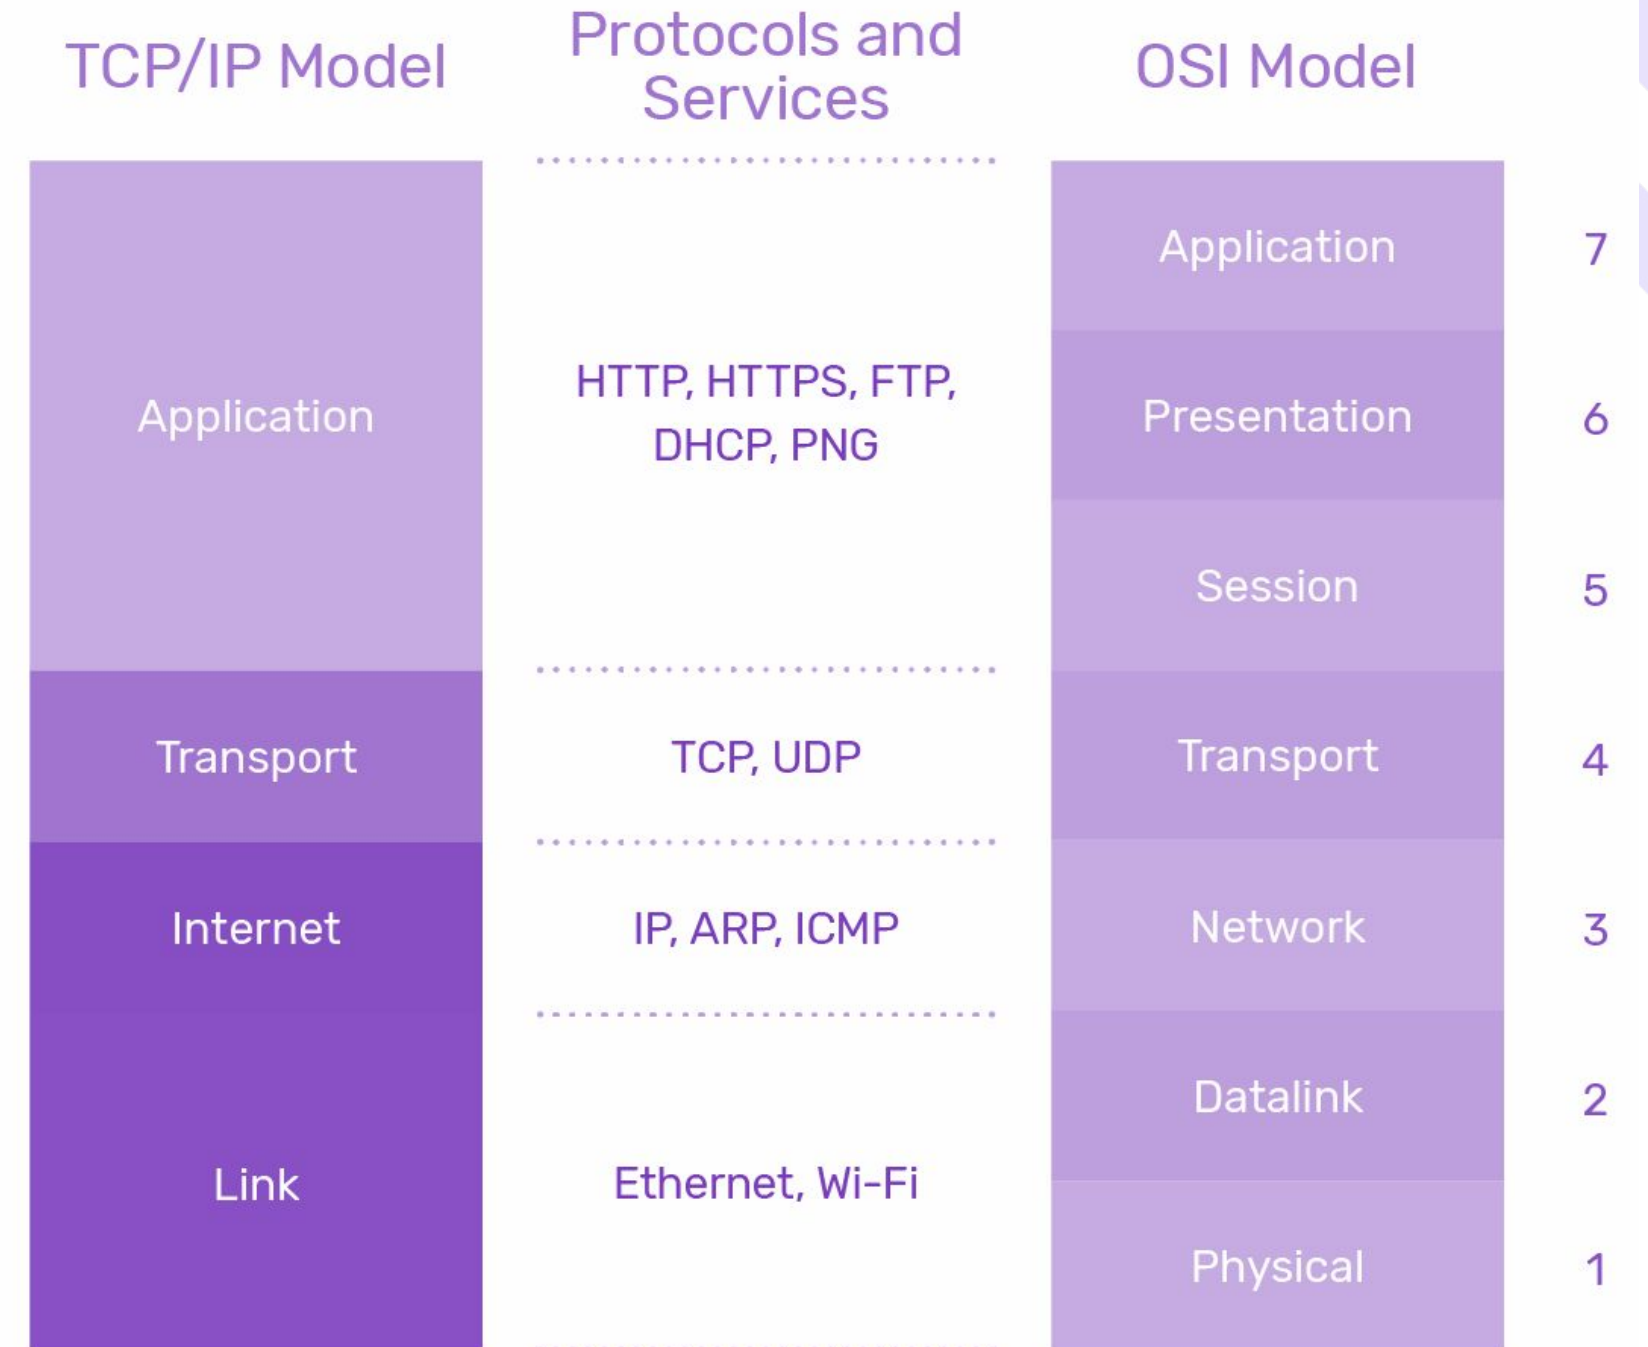 TCP/IP Model
Protocols and
Services
OSI Model
Application
HTTP, HTTPS, FTP,
DHCP, PNG
Application
7
Presentation
6
Session
5
Transport
TCP, UDP
Transport
4
Internet
IP, ARP, ICMP
Network
3
Link
Ethernet, Wi-Fi
Datalink
2
Physical
1